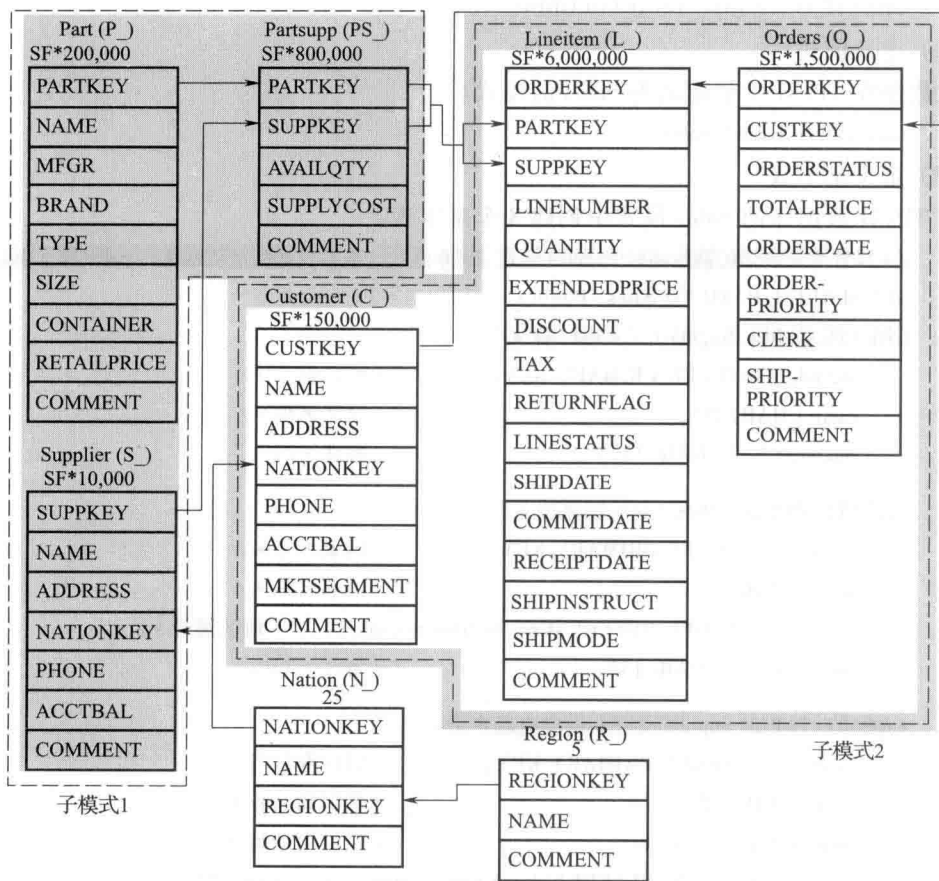 Part (P_)
SF*200,000
PARTKEY
NAME
MFGR
BRAND
TYPE
SIZE
CONTAINER
RETAILPRICE
COMMENT
Partsupp (PS_)
SF*800,000
PARTKEY
SUPPKEY
AVAILQTY
SUPPLYCOST
COMMENT
Lineitem (L_)
SF*6,000,000
ORDERKEY
PARTKEY
SUPPKEY
LINENUMBER
QUANTITY
EXTENDEDPRICE
DISCOUNT
TAX
RETURNFLAG
LINESTATUS
SHIPDATE
COMMITDATE
RECEIPTDATE
SHIPINSTRUCT
SHIPMODE
COMMENT
Orders (O_)
SF*1,500,000
ORDERKEY
CUSTKEY
ORDERSTATUS
TOTALPRICE
ORDERDATE
ORDER-
PRIORITY
CLERK
SHIP-
PRIORITY
COMMENT
Customer (C_)
SF*150,000
CUSTKEY
NAME
ADDRESS
NATIONKEY
PHONE
ACCTBAL
MKTSEGMENT
COMMENT
Supplier (S_)
SF*10,000
SUPPKEY
NAME
ADDRESS
NATIONKEY
PHONE
ACCTBAL
COMMENT
子模式1
Nation (N_)
25
NATIONKEY
NAME
REGIONKEY
COMMENT
Region (R_)
5
REGIONKEY
NAME
COMMENT
子模式2